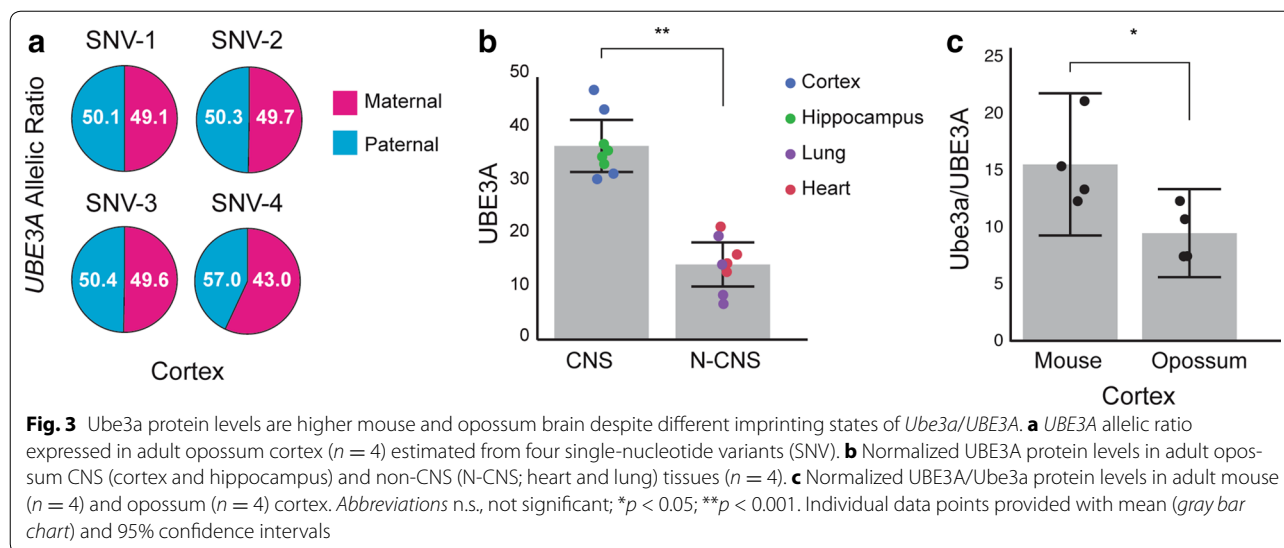 a
SNV-1
SNV-2
50.1 49.1
50.3 49.7
SNV-3
SNV-4
50.4 49.6
57.0 43.0
UBE3A Allelic Ratio
Cortex
Maternal
Paternal
b
**
UBE3A
50
40
30
20
10
0
CNS
N-CNS
Cortex
Hippocampus
Lung
Heart
c
*
Ube3a/UBE3A
25
20
15
10
5
0
Mouse
Opossum
Cortex
Fig. 3 Ube3a protein levels are higher mouse and opossum brain despite different imprinting states of Ube3a/UBE3A. a UBE3A allelic ratio
expressed in adult opossum cortex (n = 4) estimated from four single-nucleotide variants (SNV). b Normalized UBE3A protein levels in adult opos-
sum CNS (cortex and hippocampus) and non-CNS (N-CNS; heart and lung) tissues (n = 4). c Normalized UBE3A/Ube3a protein levels in adult mouse
(n = 4) and opossum (n = 4) cortex. Abbreviations n.s., not significant; *p < 0.05; **p < 0.001. Individual data points provided with mean (gray bar
chart) and 95% confidence intervals